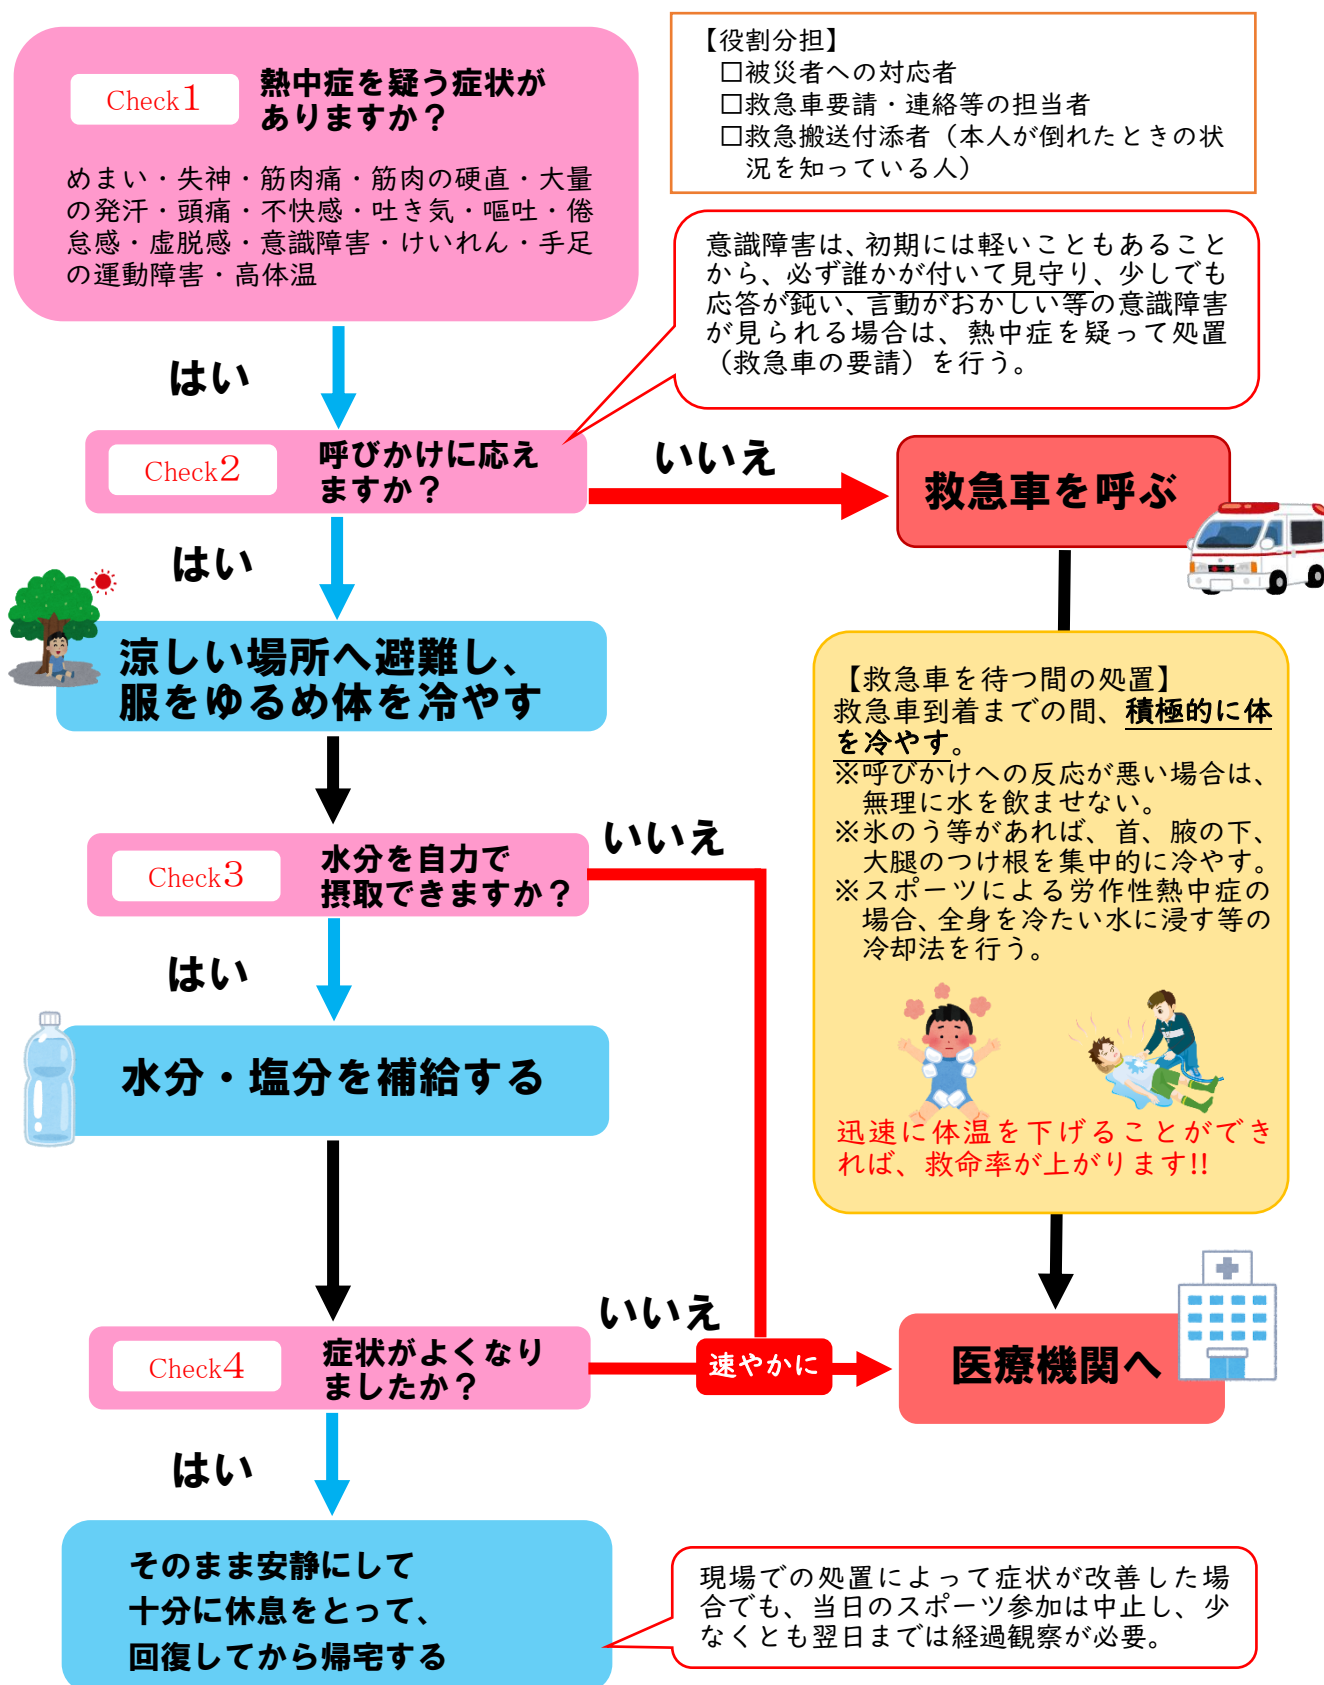 Check1
熱中症を疑う症状が
ありますか？
めまい・失神・筋肉痛・筋肉の硬直・大量
の発汗・頭痛・不快感・吐き気・嘔吐・倦
怠感・虚脱感・意識障害・けいれん・手足
の運動障害・高体温
【役割分担】
□被災者への対応者
□救急車要請・連絡等の担当者
□救急搬送付添者（本人が倒れたときの状
況を知っている人）
意識障害は、初期には軽いこともあること
から、必ず誰かが付いて見守り、少しでも
応答が鈍い、言動がおかしい等の意識障害
が見られる場合は、熱中症を疑って処置
（救急車の要請）を行う。
はい
Check2
呼びかけに応え
ますか？
いいえ
救急車を呼ぶ
はい
涼しい場所へ避難し、
服をゆるめ体を冷やす
【救急車を待つ間の処置】
救急車到着までの間、積極的に体
を冷やす。
※呼びかけへの反応が悪い場合は、
無理に水を飲ませない。
※氷のう等があれば、首、腋の下、
大腿のつけ根を集中的に冷やす。
※スポーツによる労作性熱中症の
場合、全身を冷たい水に浸す等の
冷却法を行う。
迅速に体温を下げることができ
れば、救命率が上がります!!
Check3
水分を自力で
摂取できますか？
いいえ
はい
水分・塩分を補給する
Check4
症状がよくなり
ましたか？
いいえ
速やかに
医療機関へ
はい
そのまま安静にして
十分に休息をとって、
回復してから帰宅する
現場での処置によって症状が改善した場
合でも、当日のスポーツ参加は中止し、少
なくとも翌日までは経過観察が必要。